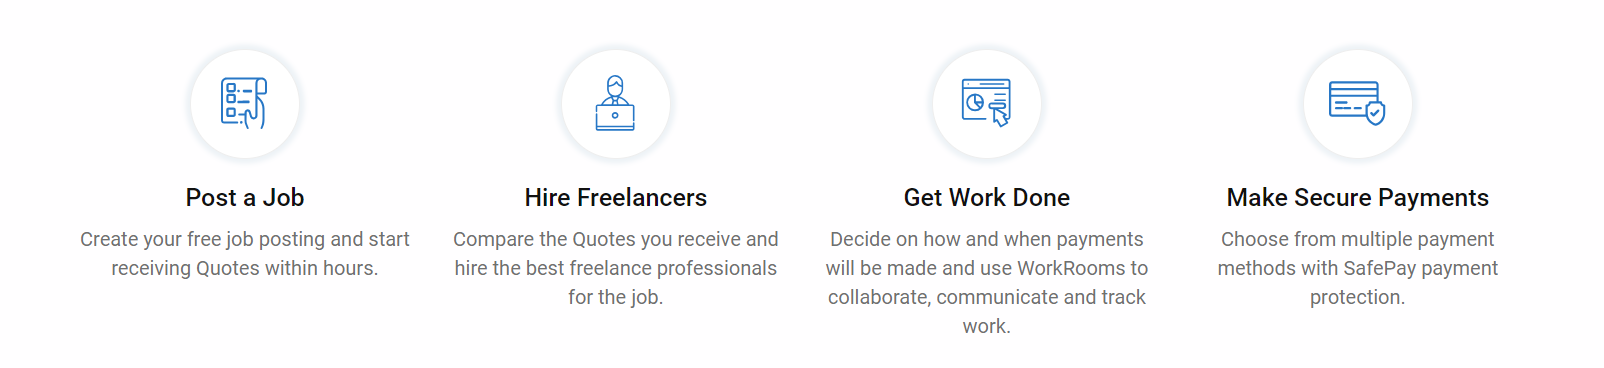 Post a Job
Create your free job posting and start
receiving Quotes within hours.
Hire Freelancers
Compare the Quotes you receive and
hire the best freelance professionals
for the job.
Get Work Done
Decide on how and when payments
will be made and use WorkRooms to
collaborate, communicate and track
work.
Make Secure Payments
Choose from multiple payment
methods with SafePay payment
protection.